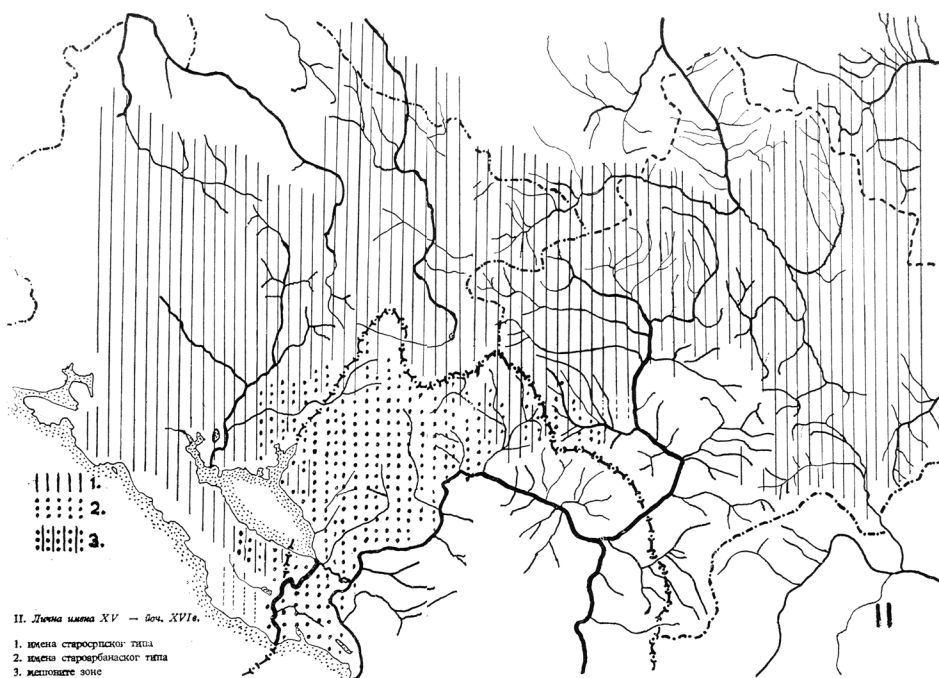 1.
2.
3.
II
II. Лична имена XV — поч. XVIв.
1. имена старосрпског типа
2. имена староарбанаског типа
3. мешовите зоне